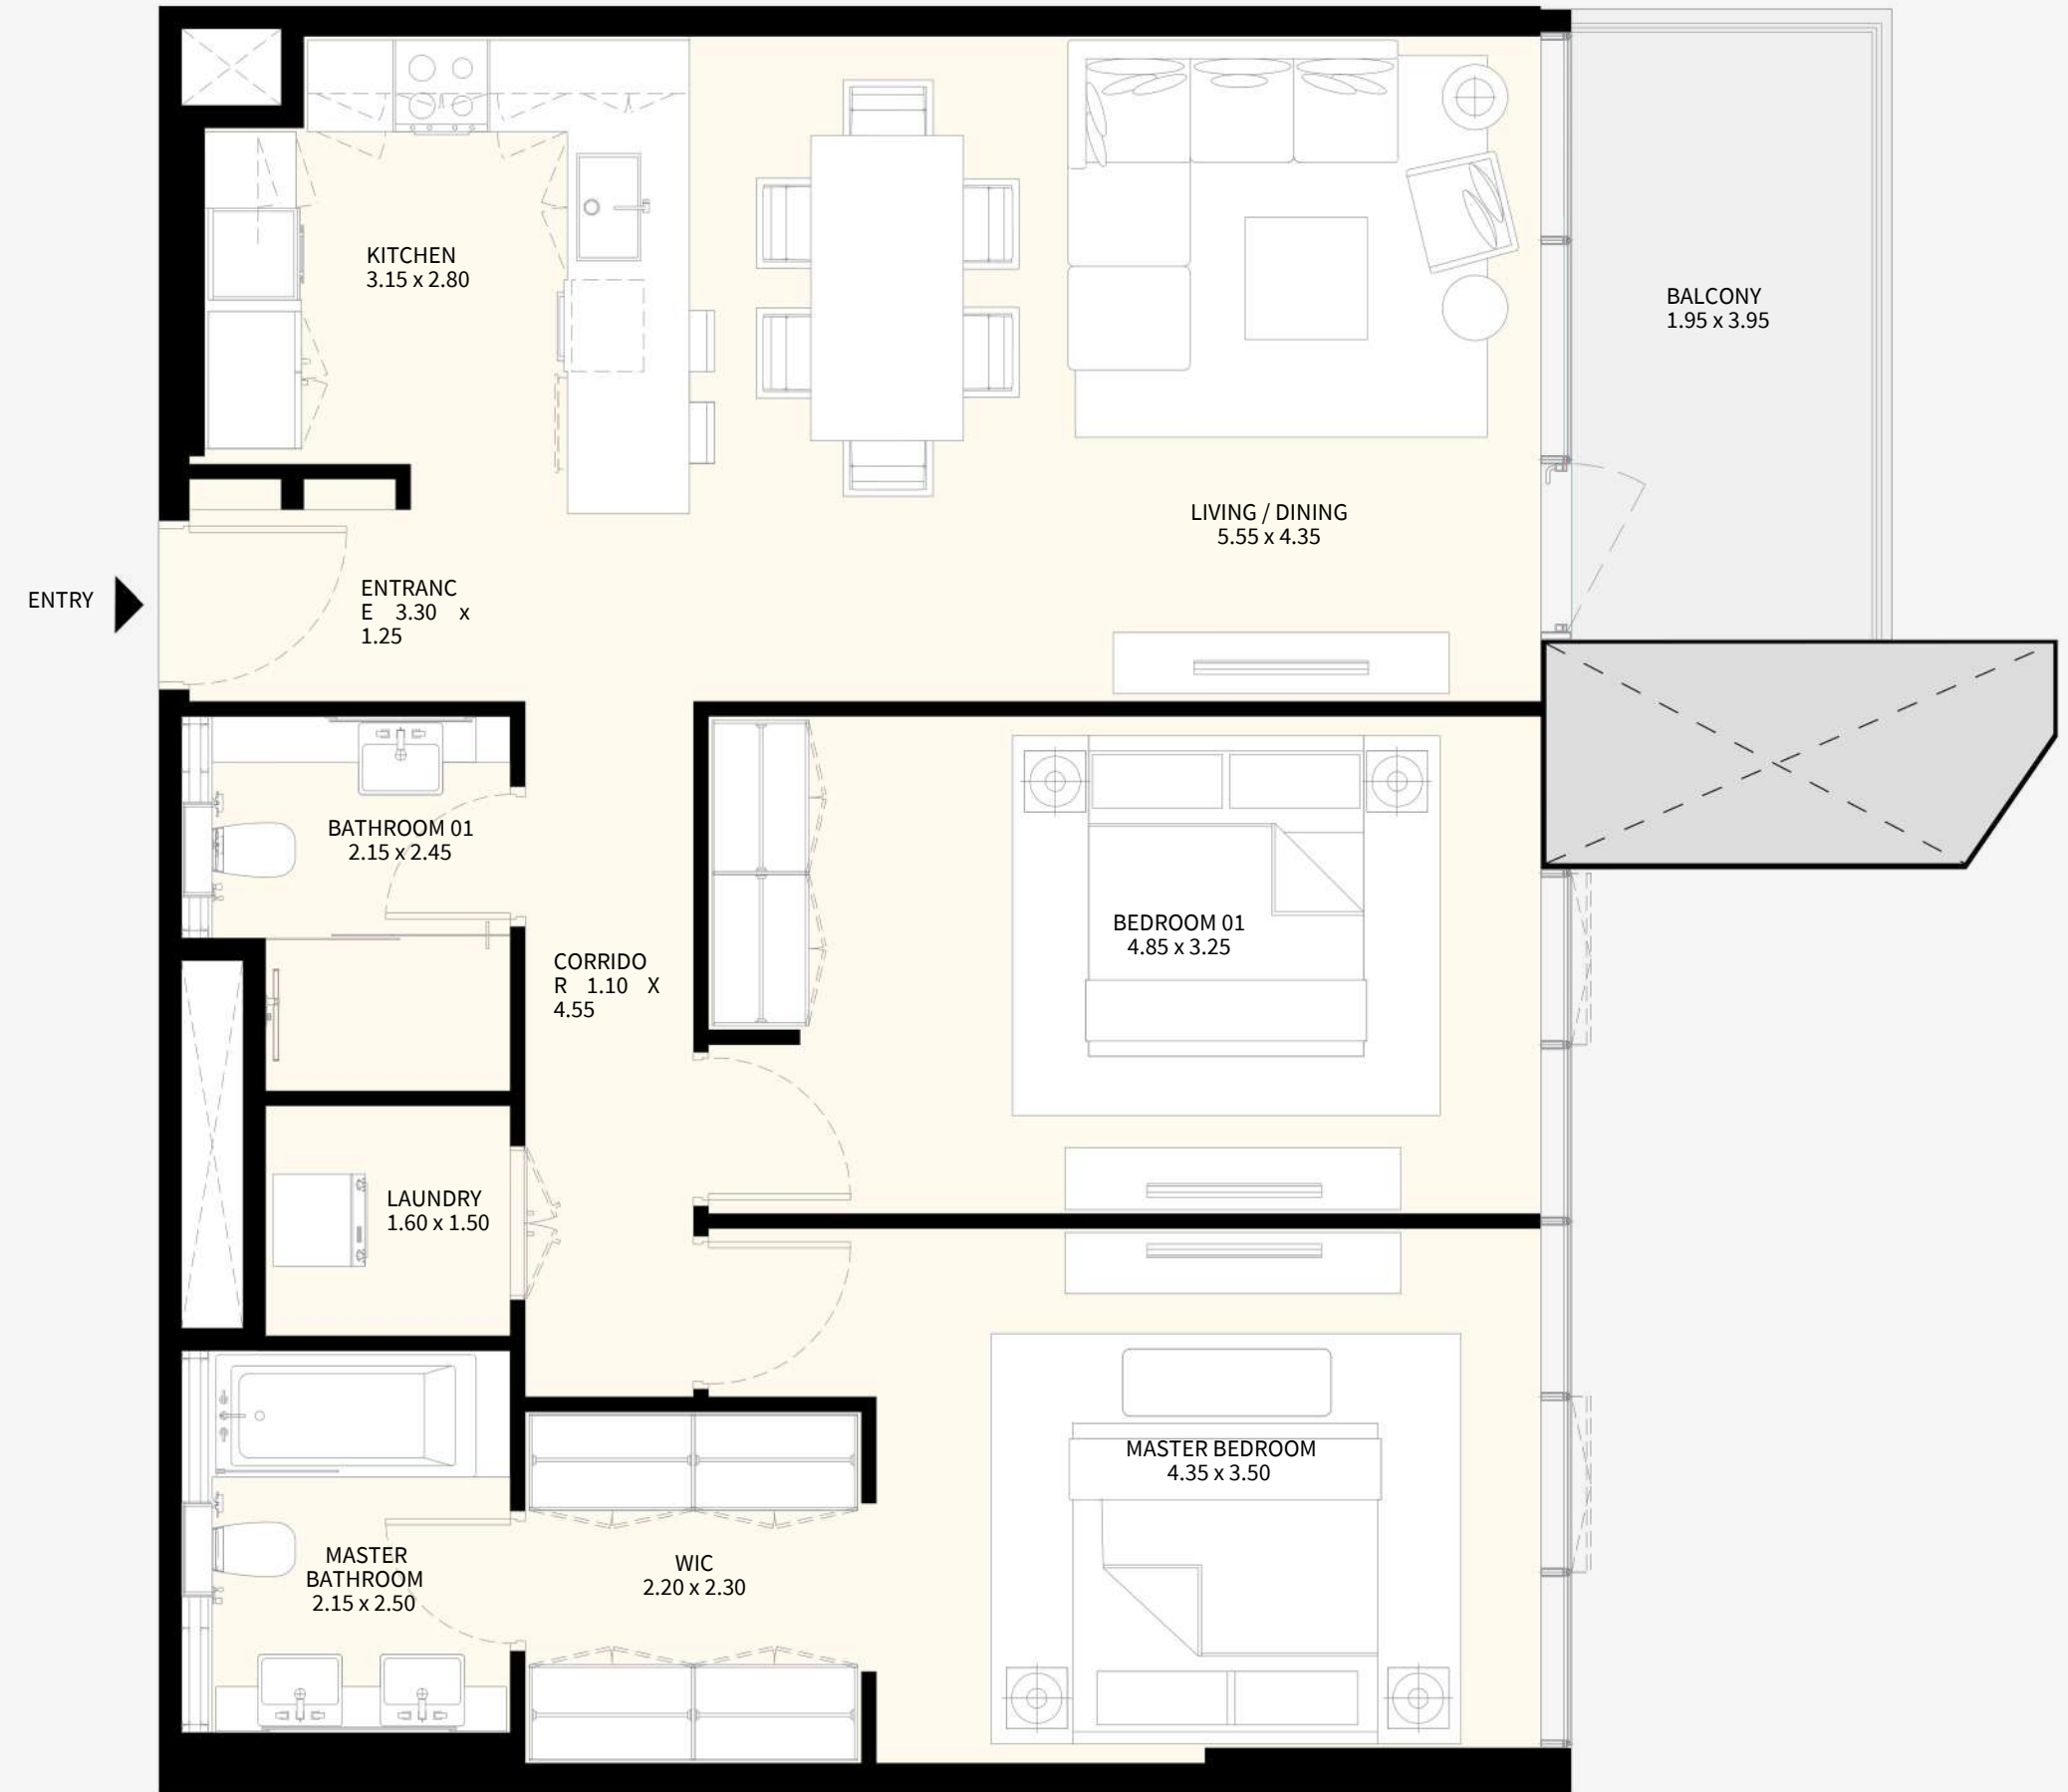 KITCHEN
3.15 x 2.80
BALCONY
1.95 x 3.95
LIVING / DINING
5.55 x 4.35
ENTRY
ENTRANC
E 3.30 x
1.25
BATHROOM 01
2.15 x 2.45
BEDROOM 01
4.85 x 3.25
CORRIDO
R 1.10 X
4.55
LAUNDRY
1.60 x 1.50
MASTER BEDROOM
4.35 x 3.50
MASTER
BATHROOM
2.15 x 2.50
WIC
2.20 x 2.30